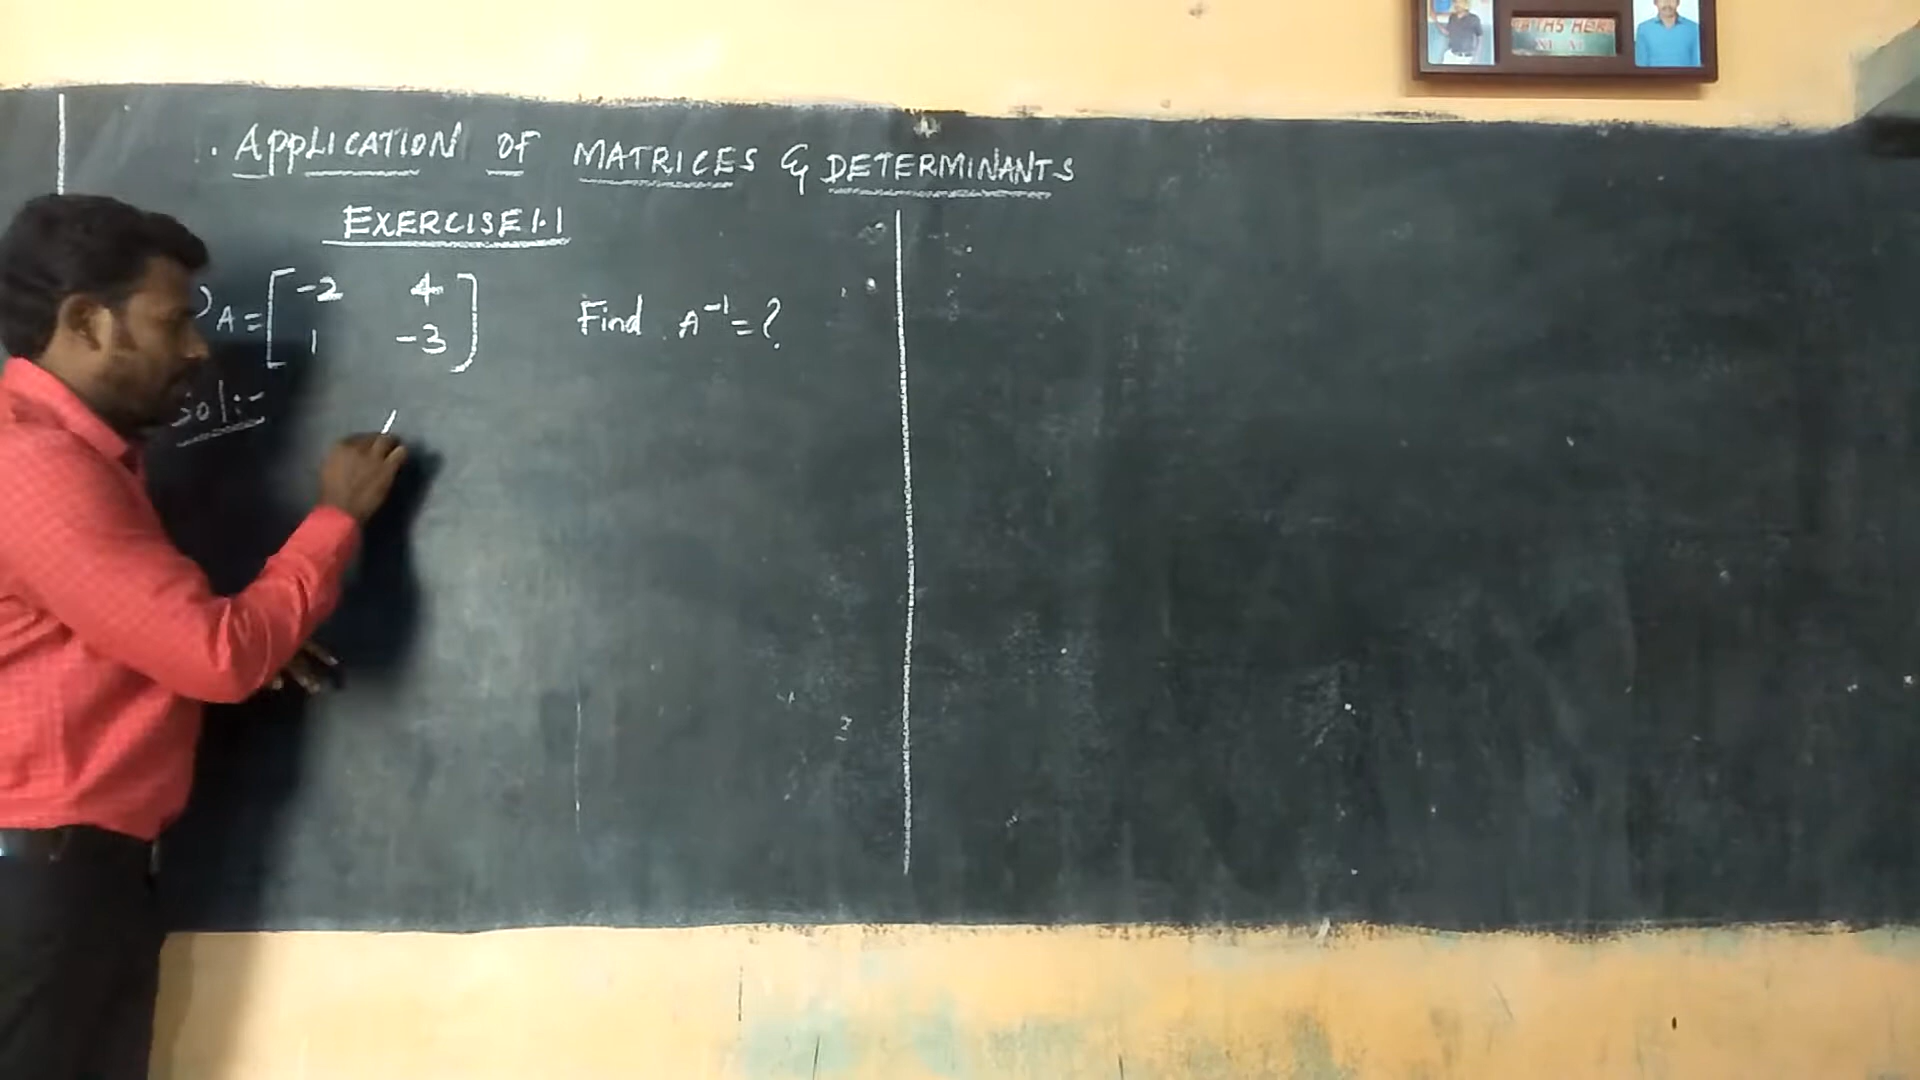 . APPLICATION OF MATRICES & DETERMINANTS
EXERCISE 1.1
) A = [ -2 4
1 -3 ] Find A⁻¹ = ?
Sol:-